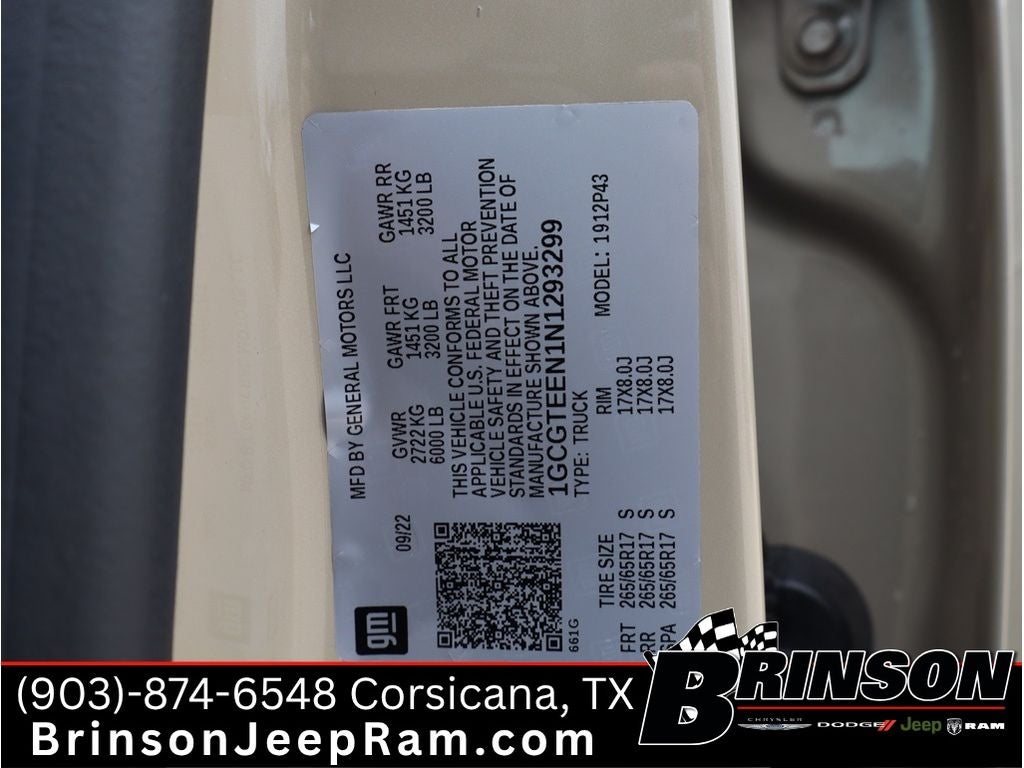 MFD BY GENERAL MOTORS LLC
09/22 GVWR GAWR FRT GAWR RR
2722 KG 1451 KG 1451 KG
6000 LB 3200 LB 3200 LB
THIS VEHICLE CONFORMS TO ALL
APPLICABLE U.S. FEDERAL MOTOR
VEHICLE SAFETY AND THEFT PREVENTION
STANDARDS IN EFFECT ON THE DATE OF
MANUFACTURE SHOWN ABOVE.
1GCGTEEN1N1293299
TYPE: TRUCK MODEL: 1912P43
gm
661G
TIRE SIZE RIM
FRT 265/65R17 S 17X8.0J
RR 265/65R17 S 17X8.0J
SPA 265/65R17 S 17X8.0J
(903)-874-6548 Corsicana, TX
BrinsonJeepRam.com
BRINSON
CHRYSLER DODGE Jeep RAM